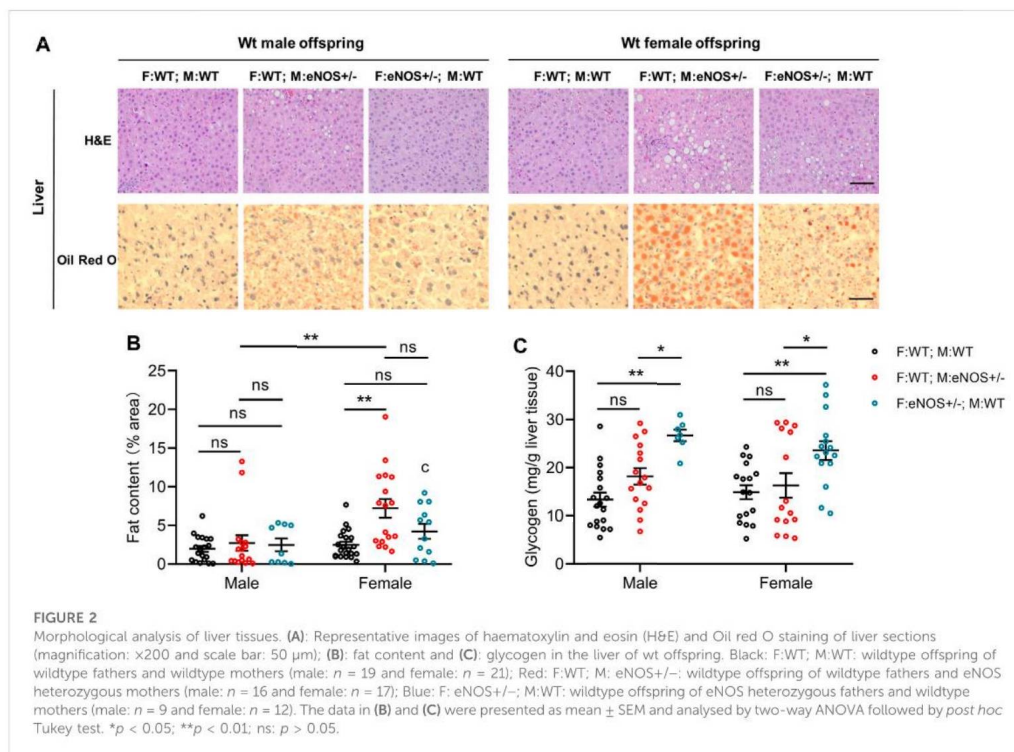 A
Wt male offspring
Wt female offspring
F:WT; M:WT
F:WT; M:eNOS+/-
F:eNOS+/-; M:WT
F:WT; M:WT
F:WT; M:eNOS+/-
F:eNOS+/-; M:WT
Liver
H&E
Oil Red O
B
Fat content (% area)
25
20
15
10
5
0
**
ns
ns
ns
ns
ns
**
C
Male
Female
C
Glycogen (mg/g liver tissue)
40
30
20
10
0
*
**
ns
*
**
ns
Male
Female
F:WT; M:WT
F:WT; M:eNOS+/-
F:eNOS+/-; M:WT
FIGURE 2
Morphological analysis of liver tissues. (A): Representative images of haematoxylin and eosin (H&E) and Oil red O staining of liver sections
(magnification: ×200 and scale bar: 50 μm); (B): fat content and (C): glycogen in the liver of wt offspring. Black: F:WT; M:WT: wildtype offspring of
wildtype fathers and wildtype mothers (male: n = 19 and female: n = 21); Red: F:WT; M: eNOS+/−: wildtype offspring of wildtype fathers and eNOS
heterozygous mothers (male: n = 16 and female: n = 17); Blue: F: eNOS+/−; M:WT: wildtype offspring of eNOS heterozygous fathers and wildtype
mothers (male: n = 9 and female: n = 12). The data in (B) and (C) were presented as mean ± SEM and analysed by two-way ANOVA followed by post hoc
Tukey test. *p < 0.05; **p < 0.01; ns: p > 0.05.